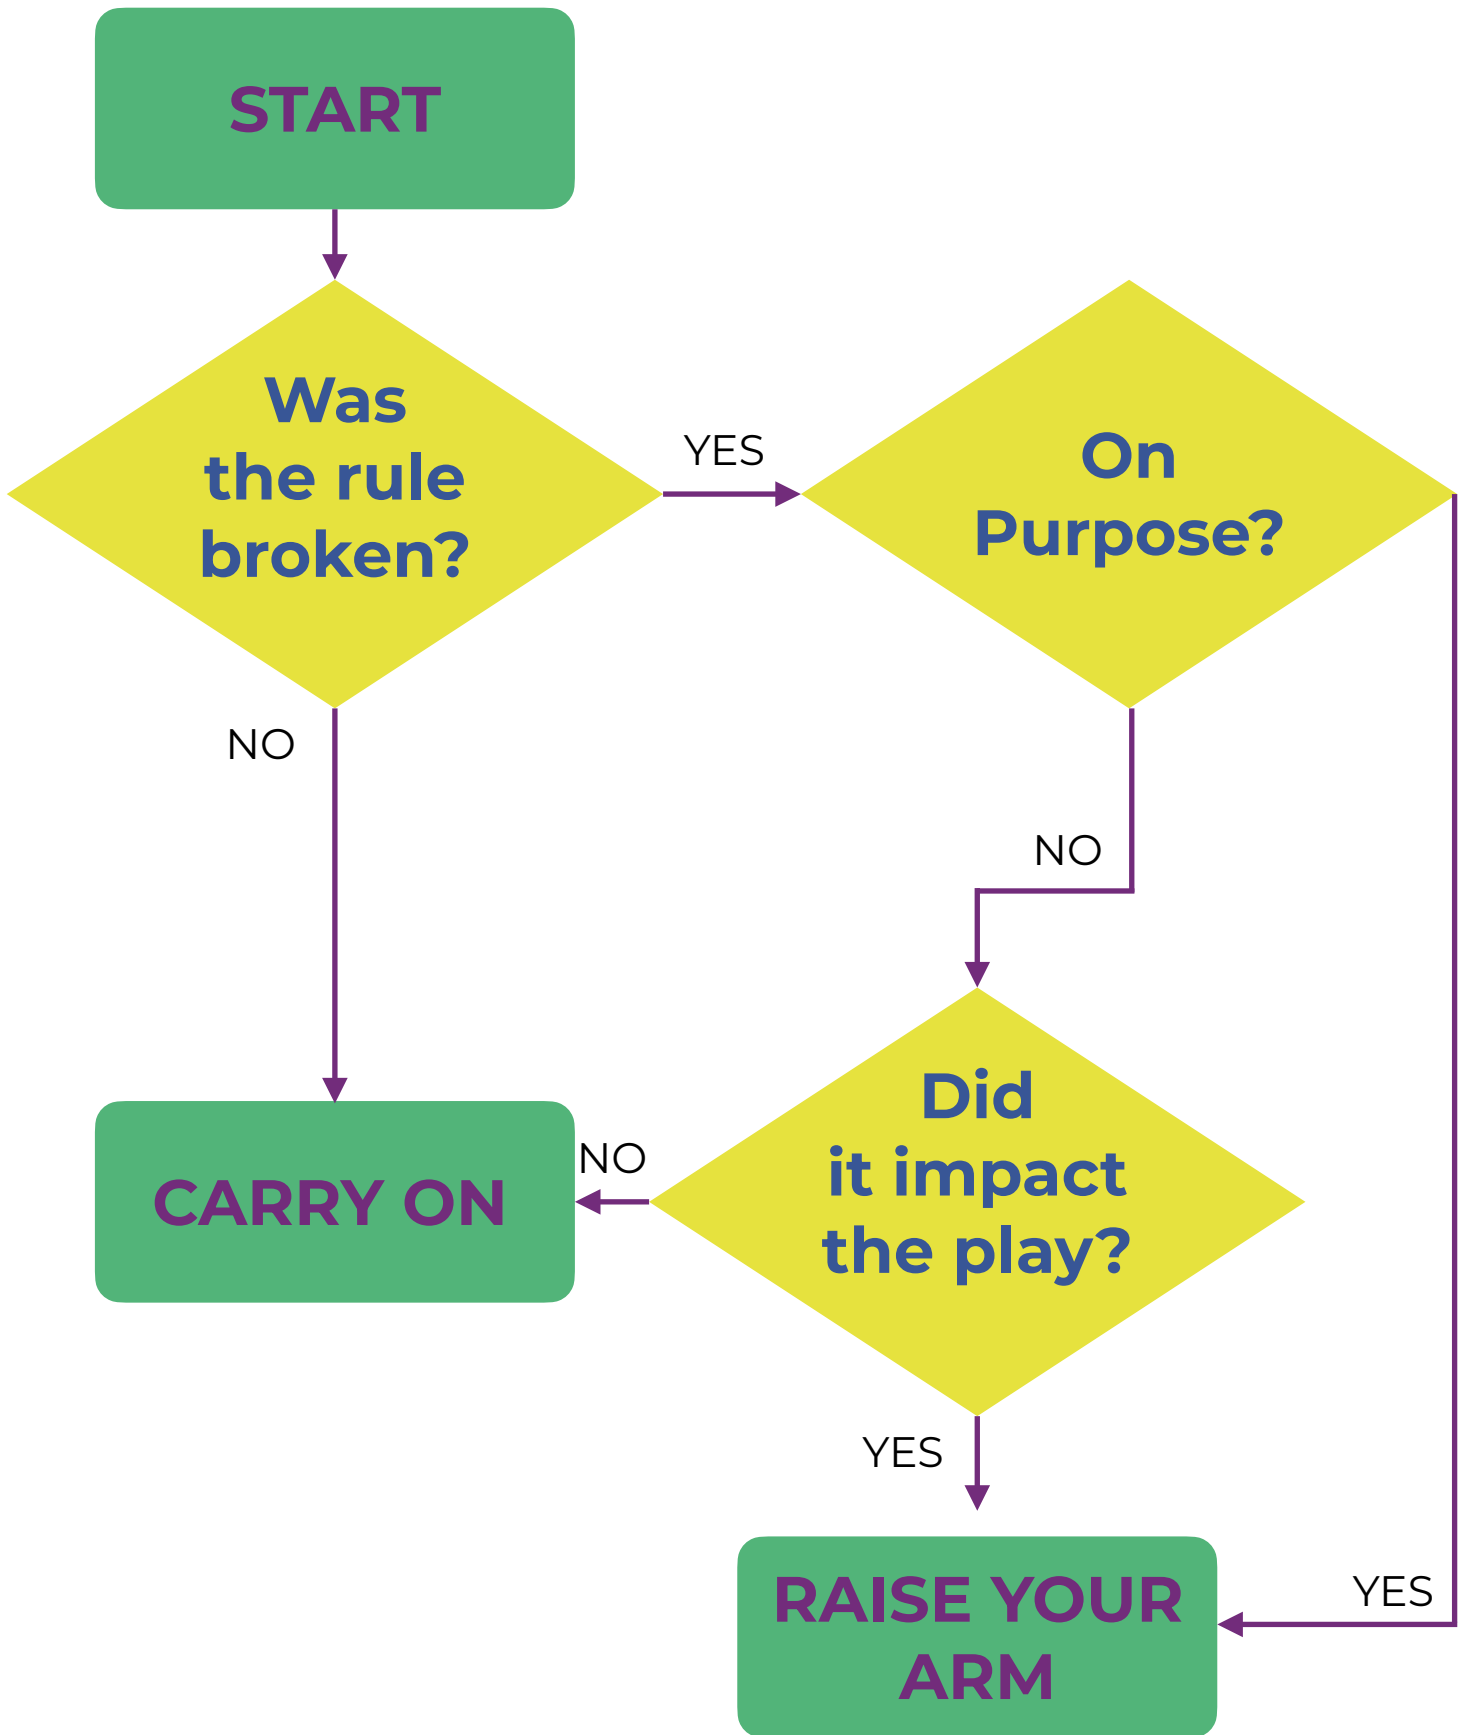 START
Was
the rule
broken?
YES
On
Purpose?
NO
NO
Did
it impact
the play?
NO
CARRY ON
YES
YES
RAISE YOUR
ARM